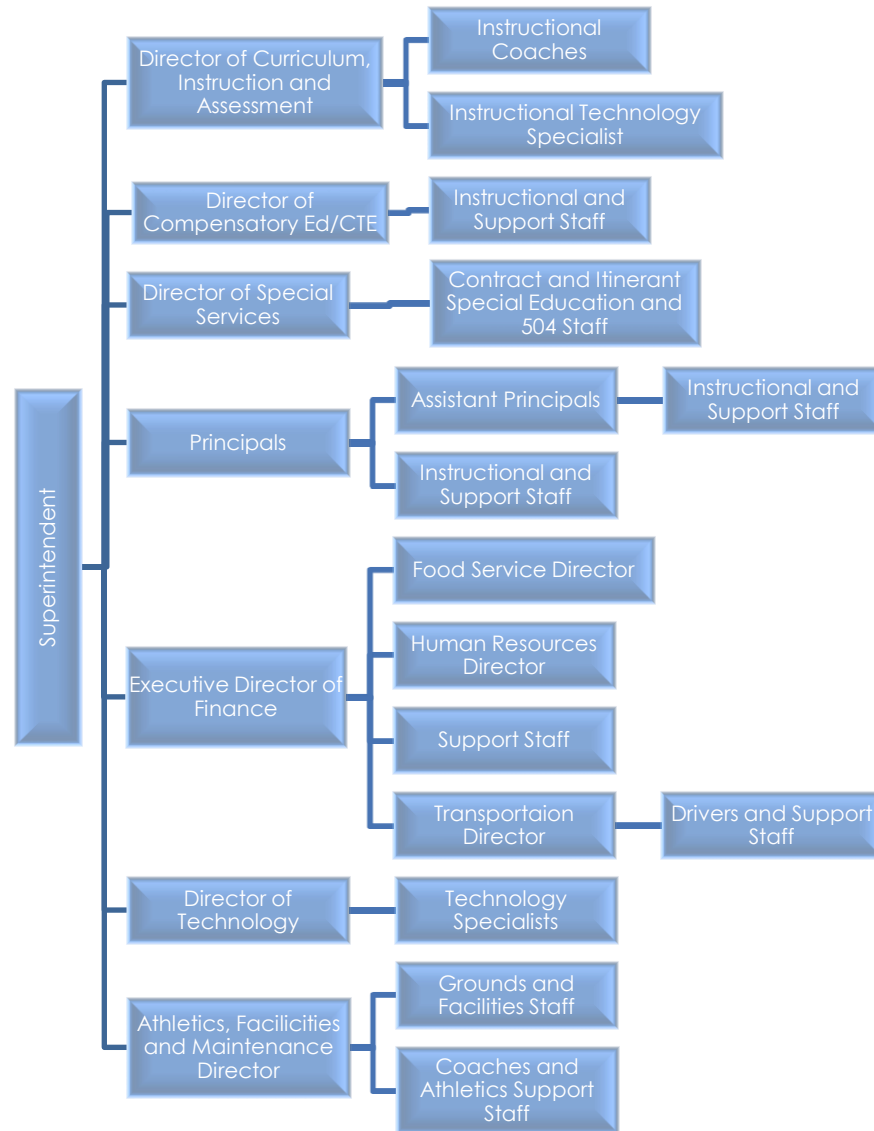 Superintendent
Director of Curriculum,
Instruction and
Assessment
Instructional
Coaches
Instructional Technology
Specialist
Director of
Compensatory Ed/CTE
Instructional and
Support Staff
Director of Special
Services
Contract and Itinerant
Special Education and
504 Staff
Principals
Assistant Principals
Instructional and
Support Staff
Instructional and
Support Staff
Executive Director of
Finance
Food Service Director
Human Resources
Director
Support Staff
Transportaion
Director
Drivers and Support
Staff
Director of
Technology
Technology
Specialists
Athletics, Facilicities
and Maintenance
Director
Grounds and
Facilities Staff
Coaches and
Athletics Support
Staff